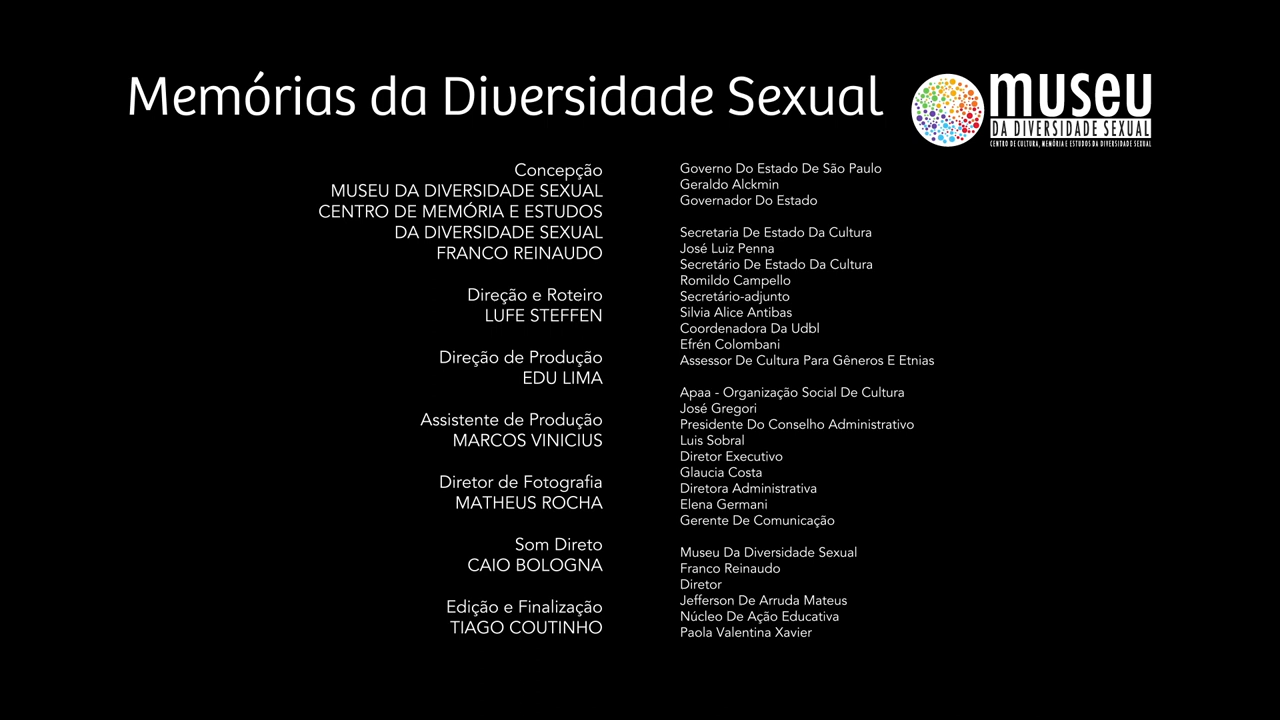 Memórias da Diversidade Sexual
museu
DA DIVERSIDADE SEXUAL
CENTRO DE CULTURA, MEMÓRIA E ESTUDOS DA DIVERSIDADE SEXUAL
Concepção
MUSEU DA DIVERSIDADE SEXUAL
CENTRO DE MEMÓRIA E ESTUDOS
DA DIVERSIDADE SEXUAL
FRANCO REINAUDO
Direção e Roteiro
LUFE STEFFEN
Direção de Produção
EDU LIMA
Assistente de Produção
MARCOS VINICIUS
Diretor de Fotografia
MATHEUS ROCHA
Som Direto
CAIO BOLOGNA
Edição e Finalização
TIAGO COUTINHO
Governo Do Estado De São Paulo
Geraldo Alckmin
Governador Do Estado
Secretaria De Estado Da Cultura
José Luiz Penna
Secretário De Estado Da Cultura
Romildo Campello
Secretário-adjunto
Silvia Alice Antibas
Coordenadora Da Udbl
Efrén Colombani
Assessor De Cultura Para Gêneros E Etnias
Apaa - Organização Social De Cultura
José Gregori
Presidente Do Conselho Administrativo
Luis Sobral
Diretor Executivo
Glaucia Costa
Diretora Administrativa
Elena Germani
Gerente De Comunicação
Museu Da Diversidade Sexual
Franco Reinaudo
Diretor
Jefferson De Arruda Mateus
Núcleo De Ação Educativa
Paola Valentina Xavier